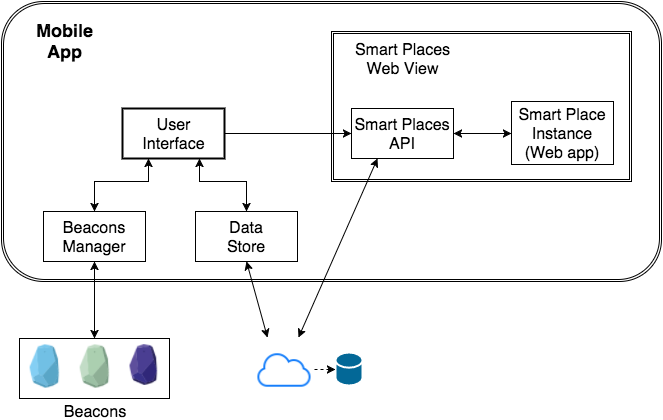 Mobile
App
Smart Places
Web View
User
Interface
Smart Places
API
Smart Place
Instance
(Web app)
Beacons
Manager
Data
Store
Beacons